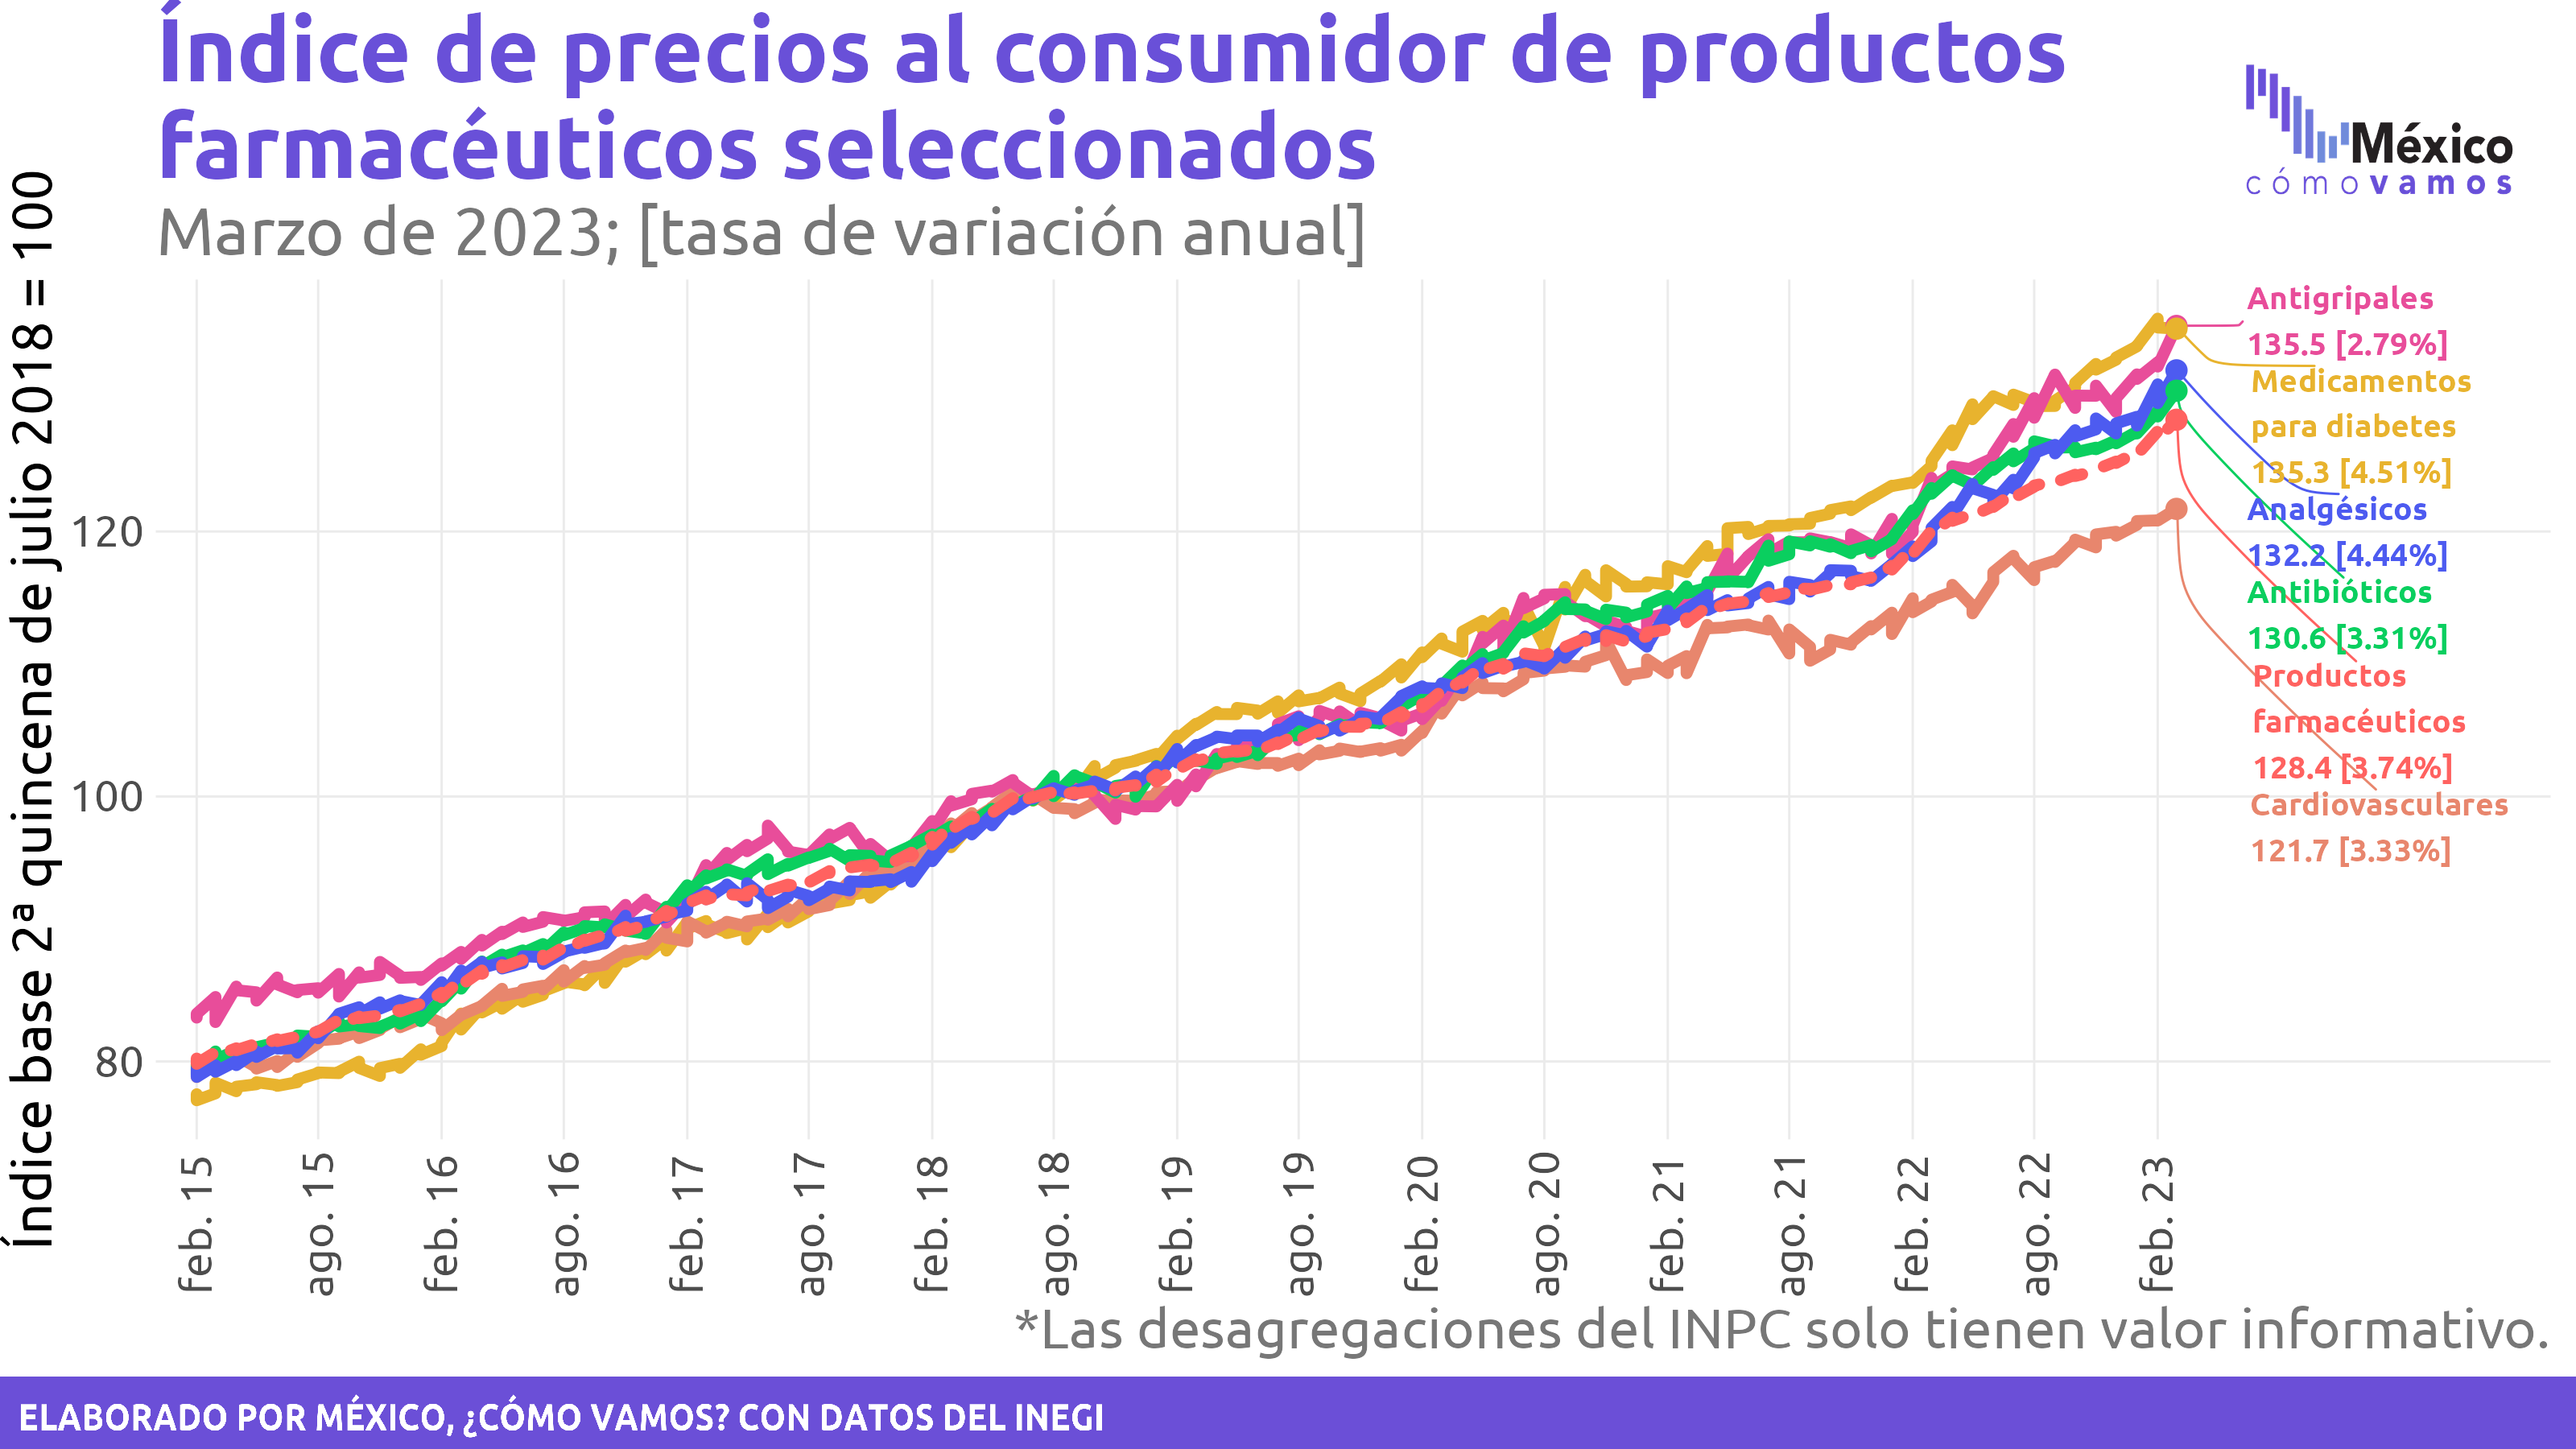 Índice de precios al consumidor de productos
farmacéuticos seleccionados
Marzo de 2023; [tasa de variación anual]
México
cómo vamos
Índice base 2ª quincena de julio 2018 = 100
120
100
80
Antigripales
135.5 [2.79%]
Medicamentos
para diabetes
135.3 [4.51%]
Analgésicos
132.2 [4.44%]
Antibióticos
130.6 [3.31%]
Productos
farmacéuticos
128.4 [3.74%]
Cardiovasculares
121.7 [3.33%]
feb. 15
ago. 15
feb. 16
ago. 16
feb. 17
ago. 17
feb. 18
ago. 18
feb. 19
ago. 19
feb. 20
ago. 20
feb. 21
ago. 21
feb. 22
ago. 22
feb. 23
*Las desagregaciones del INPC solo tienen valor informativo.
ELABORADO POR MÉXICO, ¿CÓMO VAMOS? CON DATOS DEL INEGI